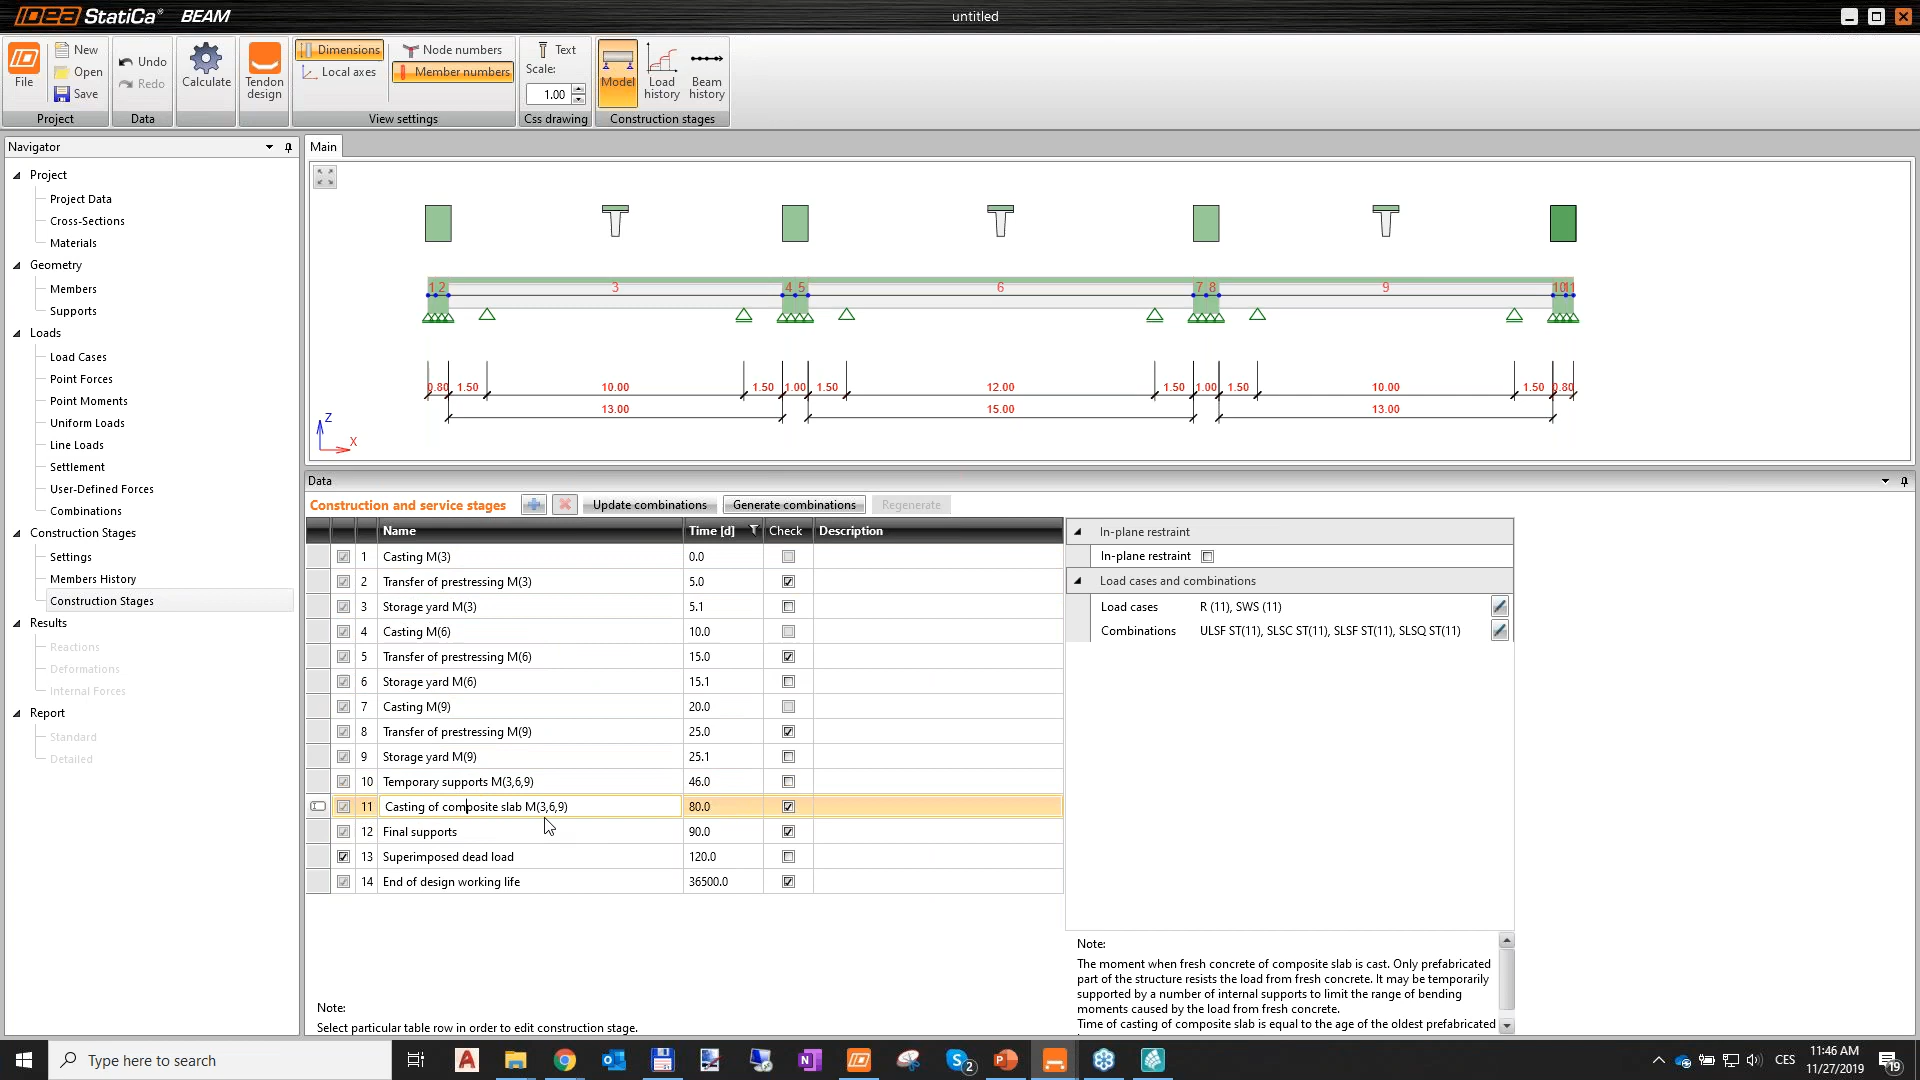 IDEA StatiCa® BEAM
untitled
File
New
Open
Save
Project
Undo
Redo
Data
Calculate
Tendon
design
Dimensions
Local axes
Node numbers
Member numbers
View settings
Text
Scale:
1.00
Css drawing
Model
Load
history
Beam
history
Construction stages
Navigator
Project
Project Data
Cross-Sections
Materials
Geometry
Members
Supports
Loads
Load Cases
Point Forces
Point Moments
Uniform Loads
Line Loads
Settlement
User-Defined Forces
Combinations
Construction Stages
Settings
Members History
Construction Stages
Results
Reactions
Deformations
Internal Forces
Report
Standard
Detailed
Main
1 2 3 4 5 6 7 8 9 10 11
0.80 1.50 10.00 1.50 1.00 1.50 12.00 1.50 1.00 1.50 10.00 1.50 0.80
13.00 15.00 13.00
Z
X
Data
Construction and service stages Update combinations Generate combinations Regenerate
Name Time [d] Check Description
1 Casting M(3) 0.0
2 Transfer of prestressing M(3) 5.0
3 Storage yard M(3) 5.1
4 Casting M(6) 10.0
5 Transfer of prestressing M(6) 15.0
6 Storage yard M(6) 15.1
7 Casting M(9) 20.0
8 Transfer of prestressing M(9) 25.0
9 Storage yard M(9) 25.1
10 Temporary supports M(3,6,9) 46.0
11 Casting of composite slab M(3,6,9) 80.0
12 Final supports 90.0
13 Superimposed dead load 120.0
14 End of design working life 36500.0
Note:
Select particular table row in order to edit construction stage.
In-plane restraint
In-plane restraint
Load cases and combinations
Load cases R (11), SWS (11)
Combinations ULSF ST(11), SLSC ST(11), SLSF ST(11), SLSQ ST(11)
Note:
The moment when fresh concrete of composite slab is cast. Only prefabricated
part of the structure resists the load from fresh concrete. It may be temporarily
supported by a number of internal supports to limit the range of bending
moments caused by the load from fresh concrete.
Time of casting of composite slab is equal to the age of the oldest prefabricated
Type here to search
2
CES
11:46 AM
11/27/2019
19